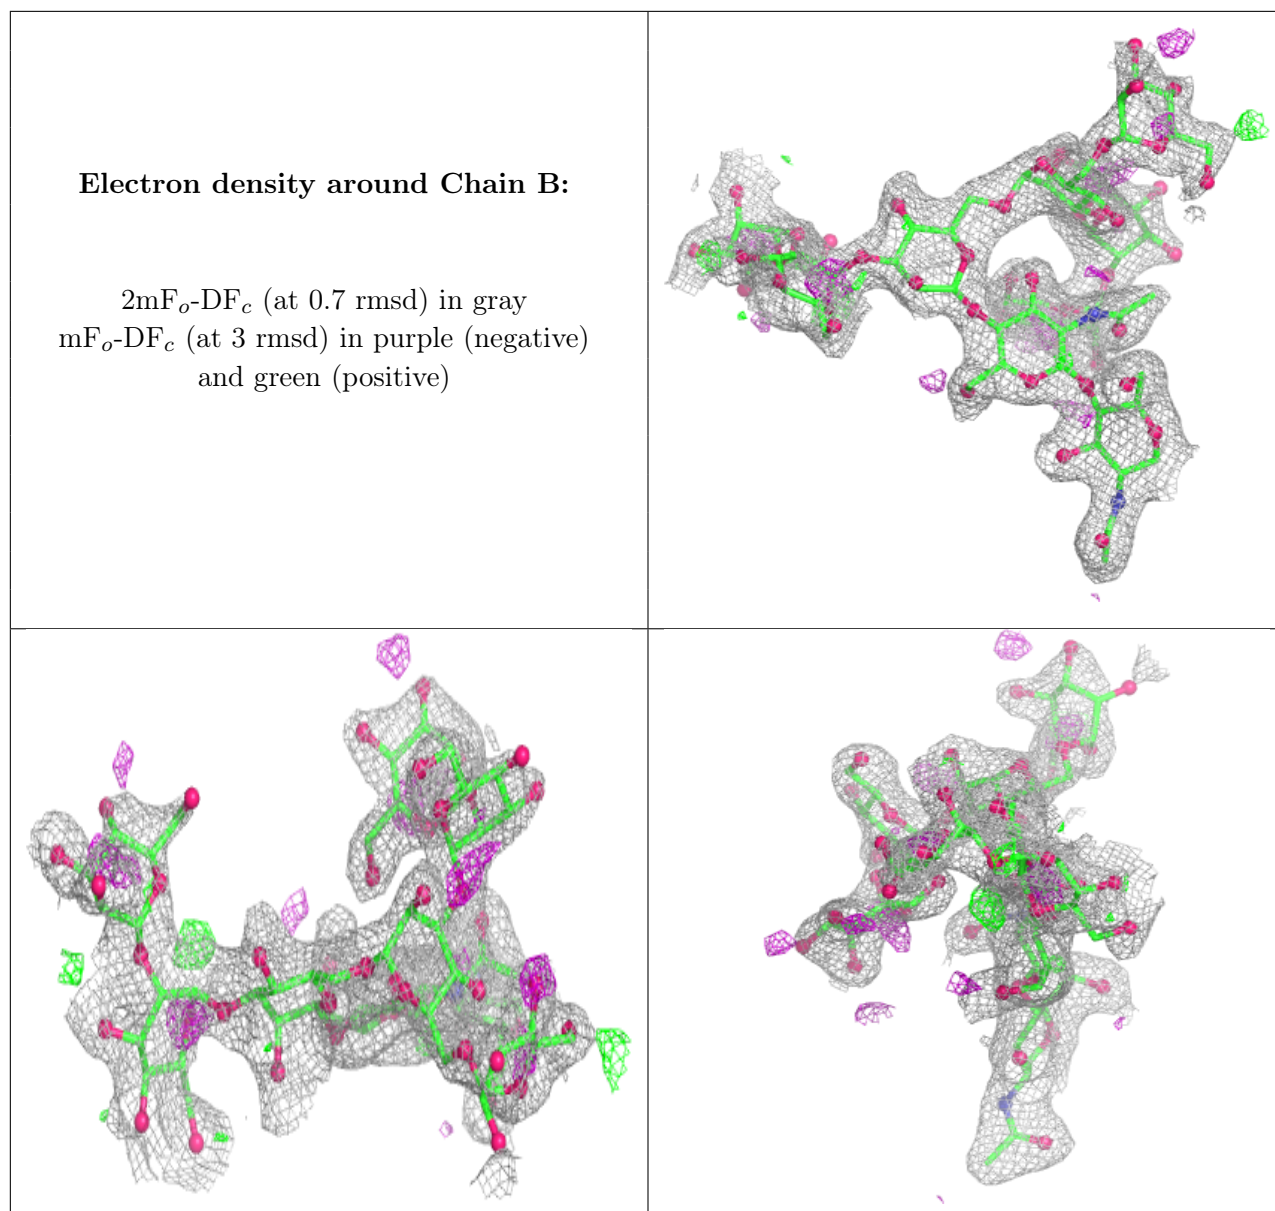 Electron density around Chain B:
2mFₒ-DF𝒸 (at 0.7 rmsd) in gray
mFₒ-DF𝒸 (at 3 rmsd) in purple (negative)
and green (positive)